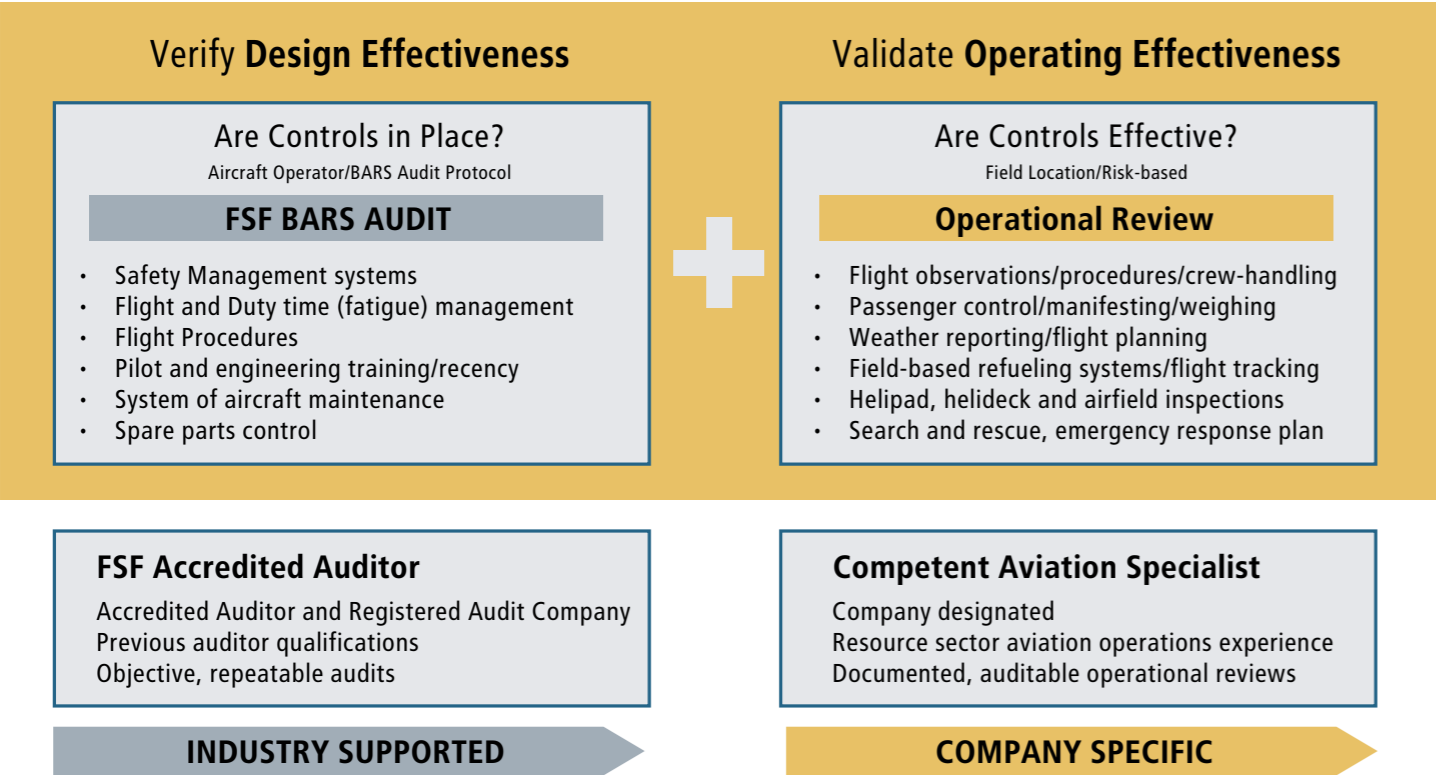 Verify Design Effectiveness
Are Controls in Place?
Aircraft Operator/BARS Audit Protocol
FSF BARS AUDIT
· Safety Management systems
· Flight and Duty time (fatigue) management
· Flight Procedures
· Pilot and engineering training/recency
· System of aircraft maintenance
· Spare parts control
Validate Operating Effectiveness
Are Controls Effective?
Field Location/Risk-based
Operational Review
· Flight observations/procedures/crew-handling
· Passenger control/manifesting/weighing
· Weather reporting/flight planning
· Field-based refueling systems/flight tracking
· Helipad, helideck and airfield inspections
· Search and rescue, emergency response plan
FSF Accredited Auditor
Accredited Auditor and Registered Audit Company
Previous auditor qualifications
Objective, repeatable audits
INDUSTRY SUPPORTED
Competent Aviation Specialist
Company designated
Resource sector aviation operations experience
Documented, auditable operational reviews
COMPANY SPECIFIC